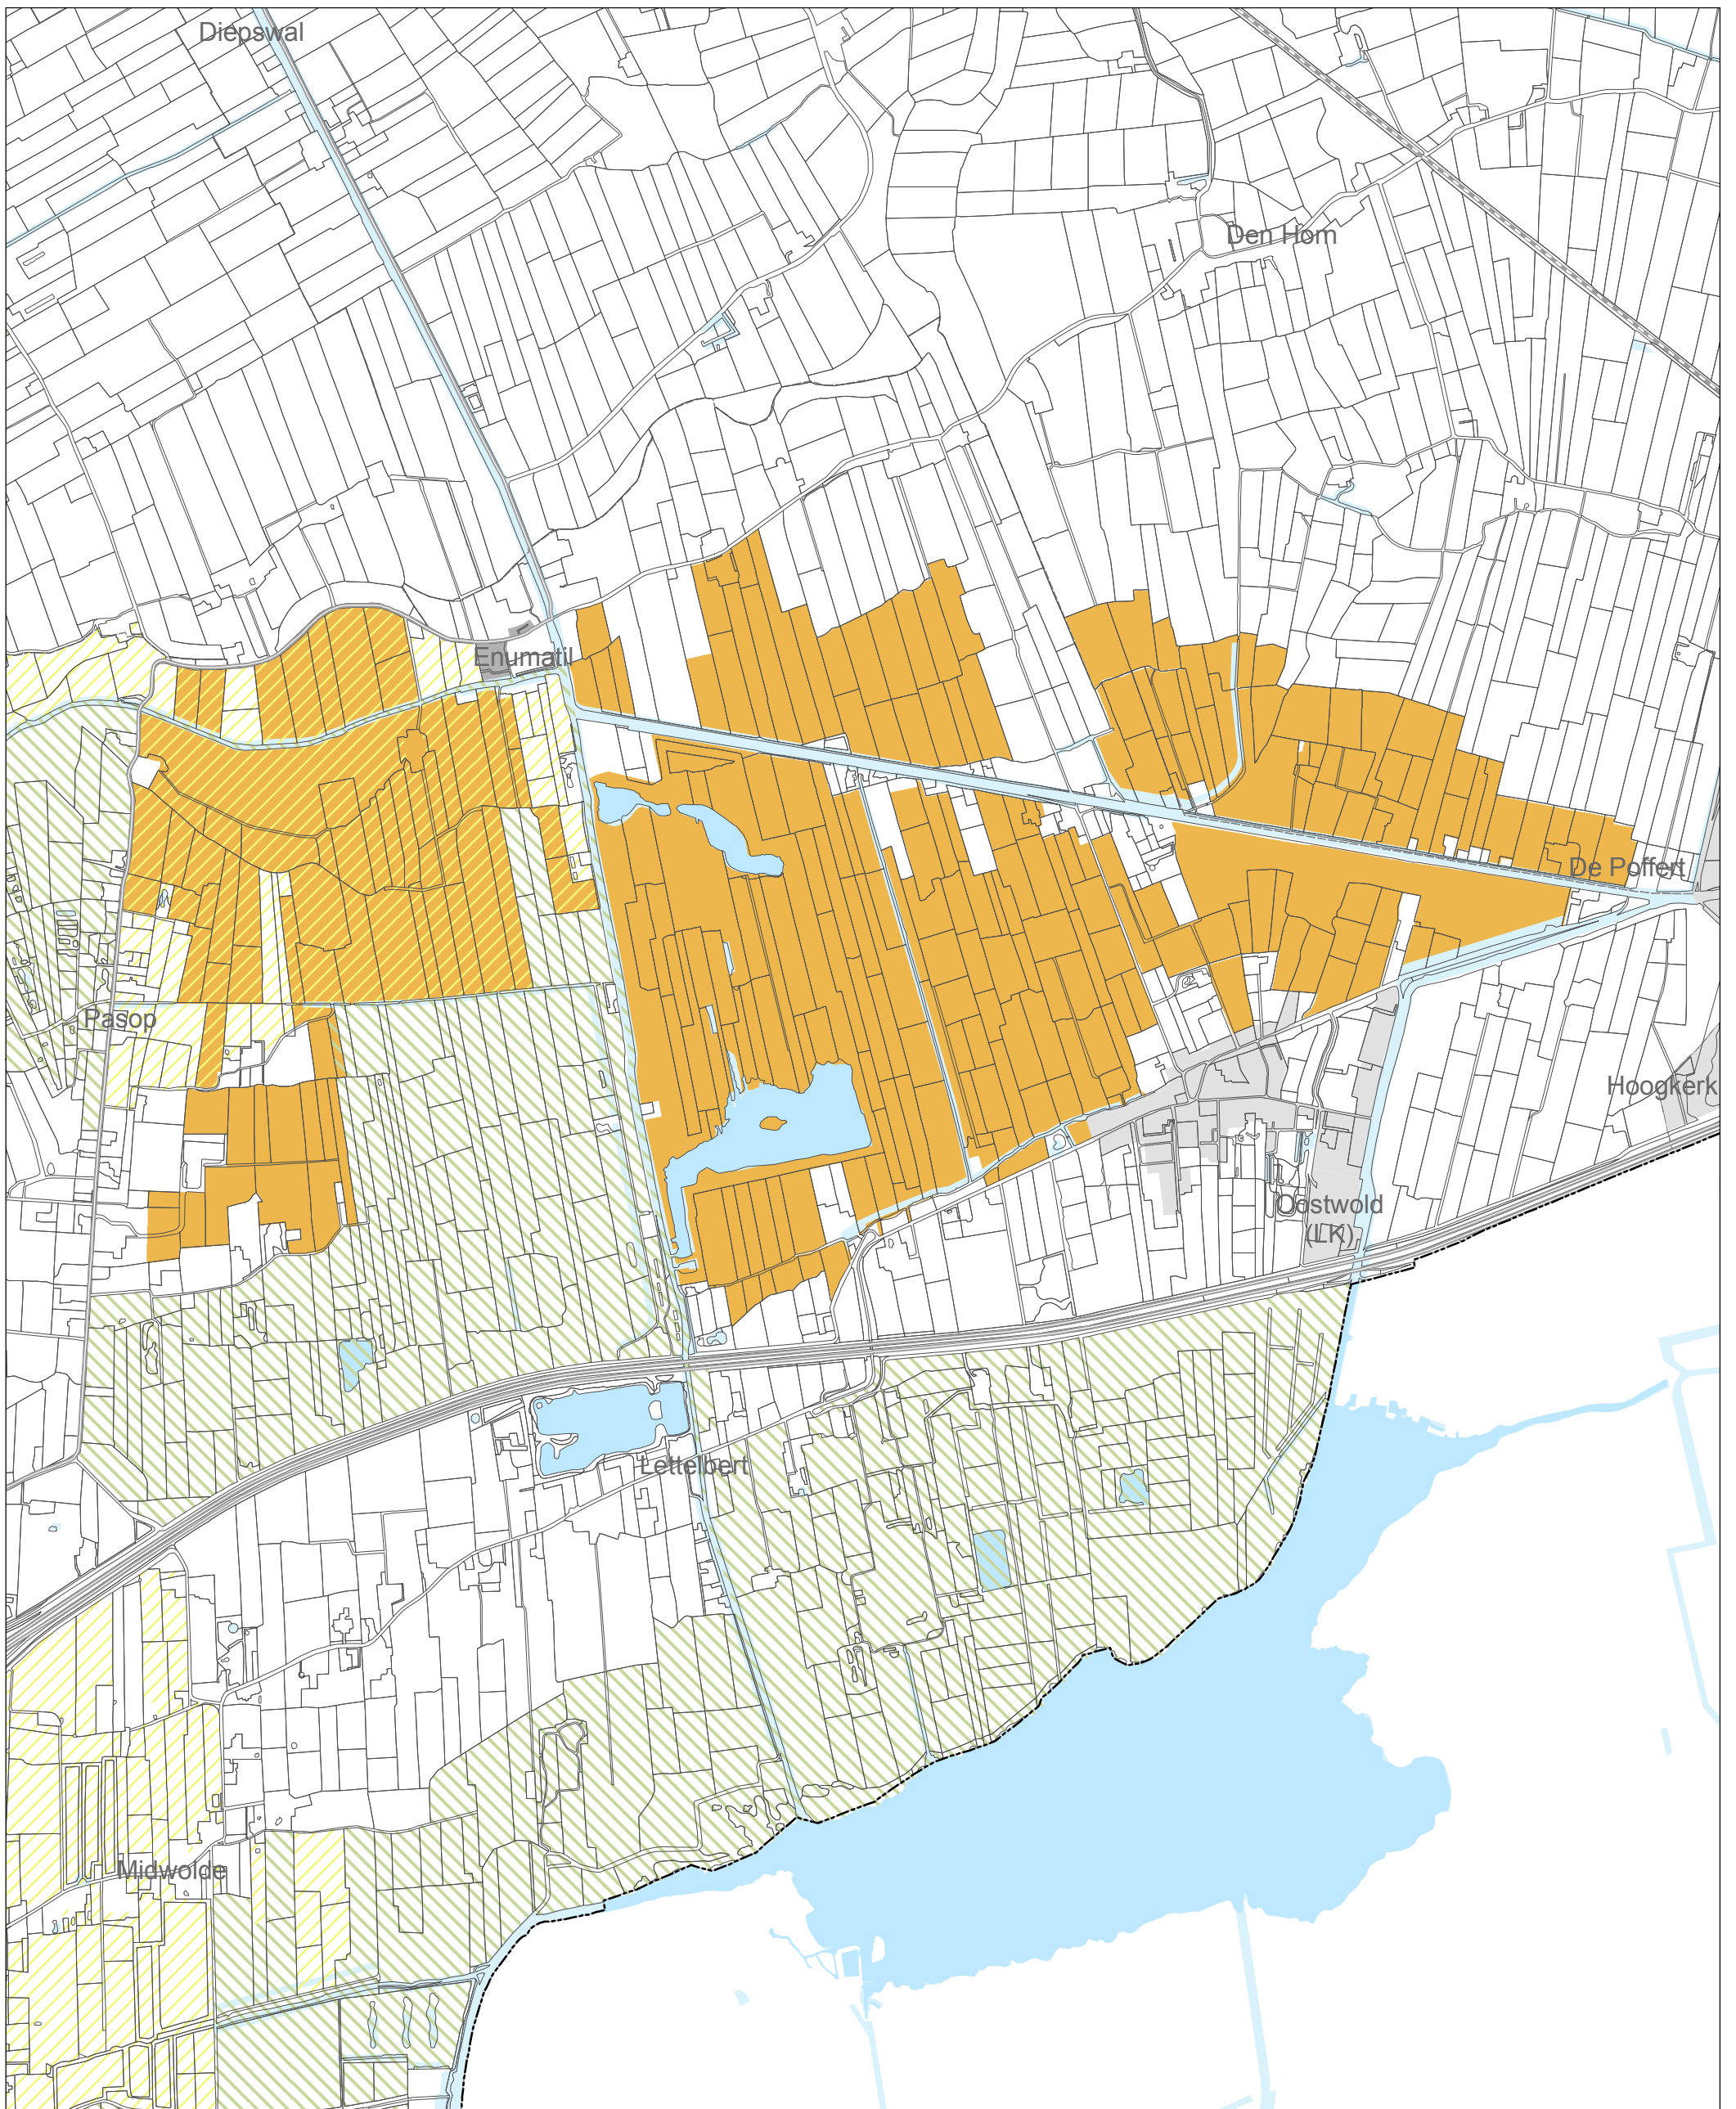 Diepswal
Den Horn
Enumatil
De Poffert
Pasop
Hoogkerk
Oostwold
(LK)
Lettelbert
Midwolde